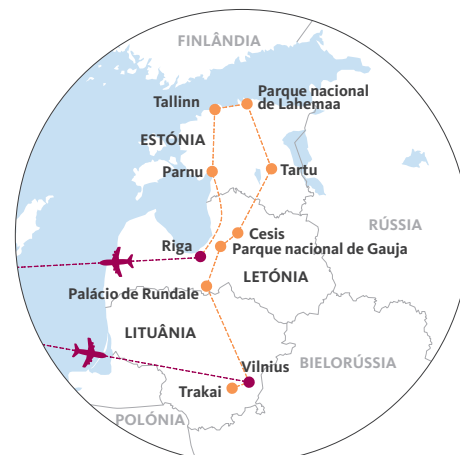 FINLÂNDIA
Parque nacional
de Lahemaa
Tallinn
ESTÓNIA
Parnu
Tartu
RÚSSIA
Cesis
Riga
Parque nacional de Gauja
LETÓNIA
Palácio de Rundale
LITUÂNIA
Vilnius
BIELORÚSSIA
Trakai
POLÓNIA